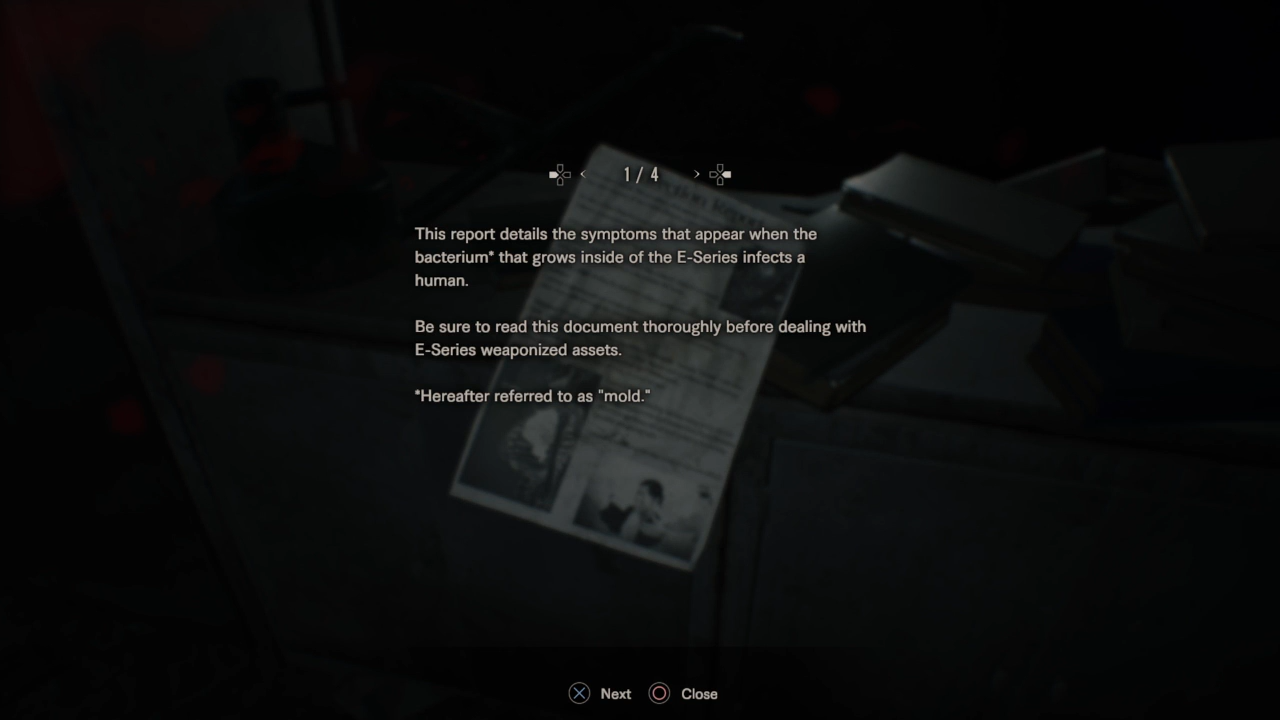 < 1 / 4 >
This report details the symptoms that appear when the
bacterium* that grows inside of the E-Series infects a
human.
Be sure to read this document thoroughly before dealing with
E-Series weaponized assets.
*Hereafter referred to as "mold."
Next Close